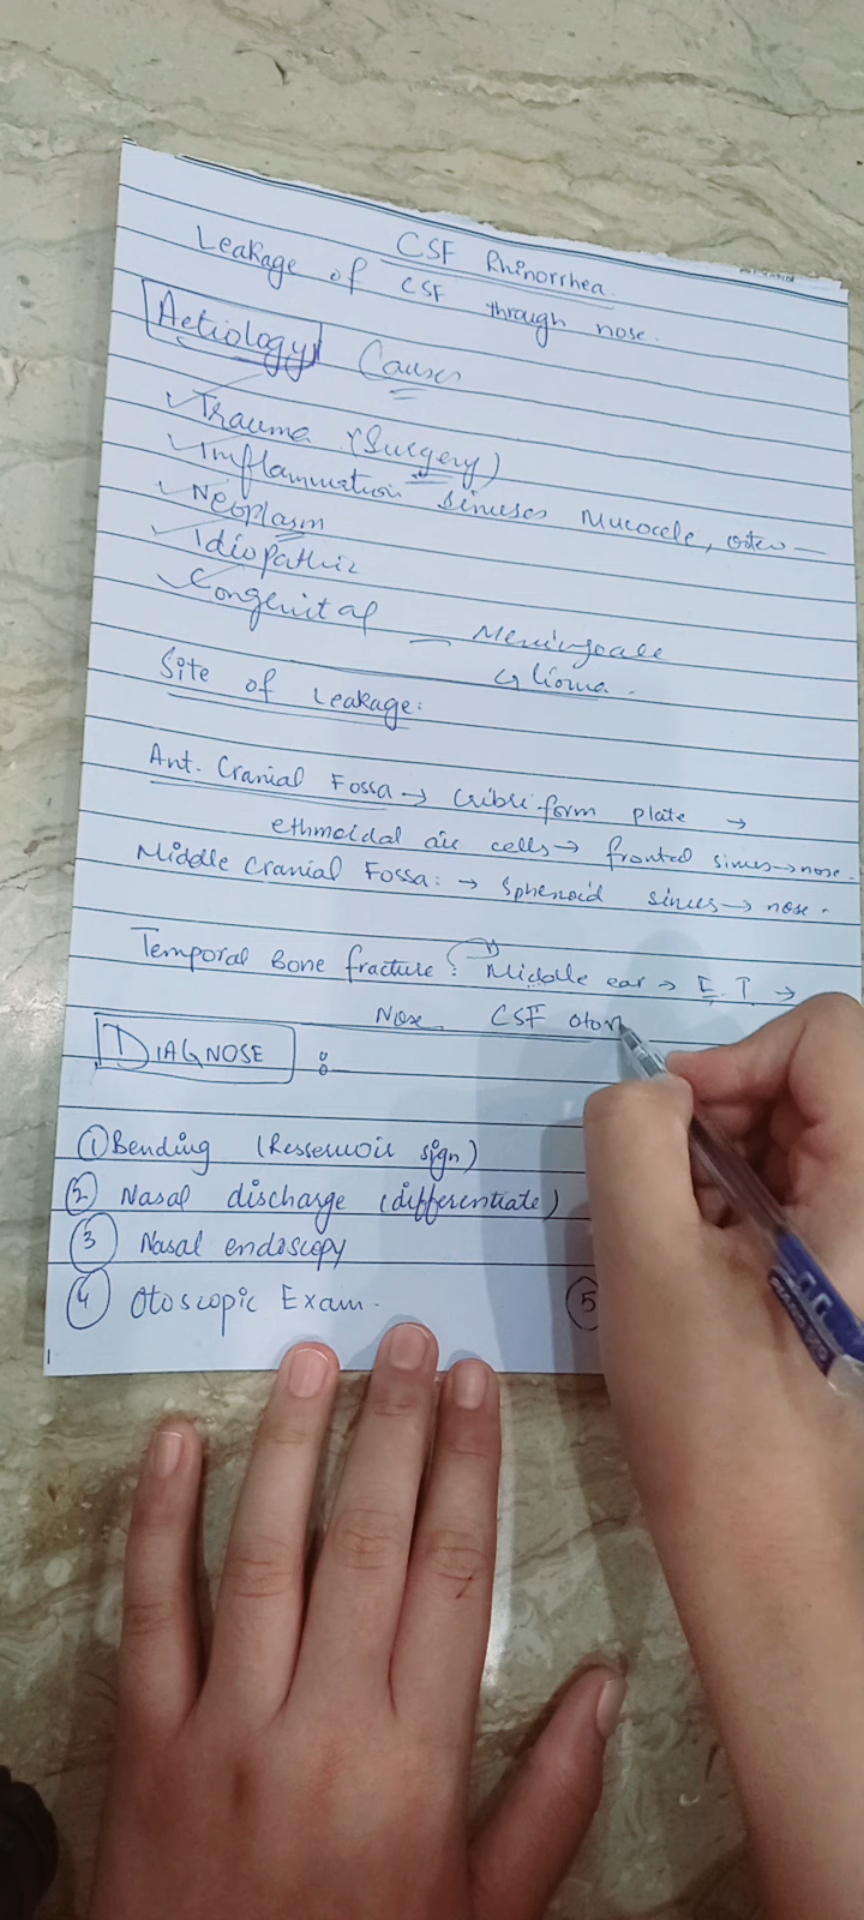 CSF Rhinorrhea.
Leakage of CSF through nose.
Aetiology Causes
Trauma (Surgery)
Inflammation sinuses Mucocele, osteo —
Neoplasm
Idiopathic
Congenital — Meningocele
Glioma.
Site of Leakage:
Ant. Cranial Fossa → Cribriform plate →
ethmoidal air cells → frontal sinus → nose.
Middle Cranial Fossa: → Sphenoid sinus → nose.
Temporal Bone fracture: Middle ear → E.T →
Nose CSF otor
DIAGNOSE :
① Bending (Resservoir sign)
② Nasal discharge (differentiate)
③ Nasal endoscopy
④ Otoscopic Exam. ⑤